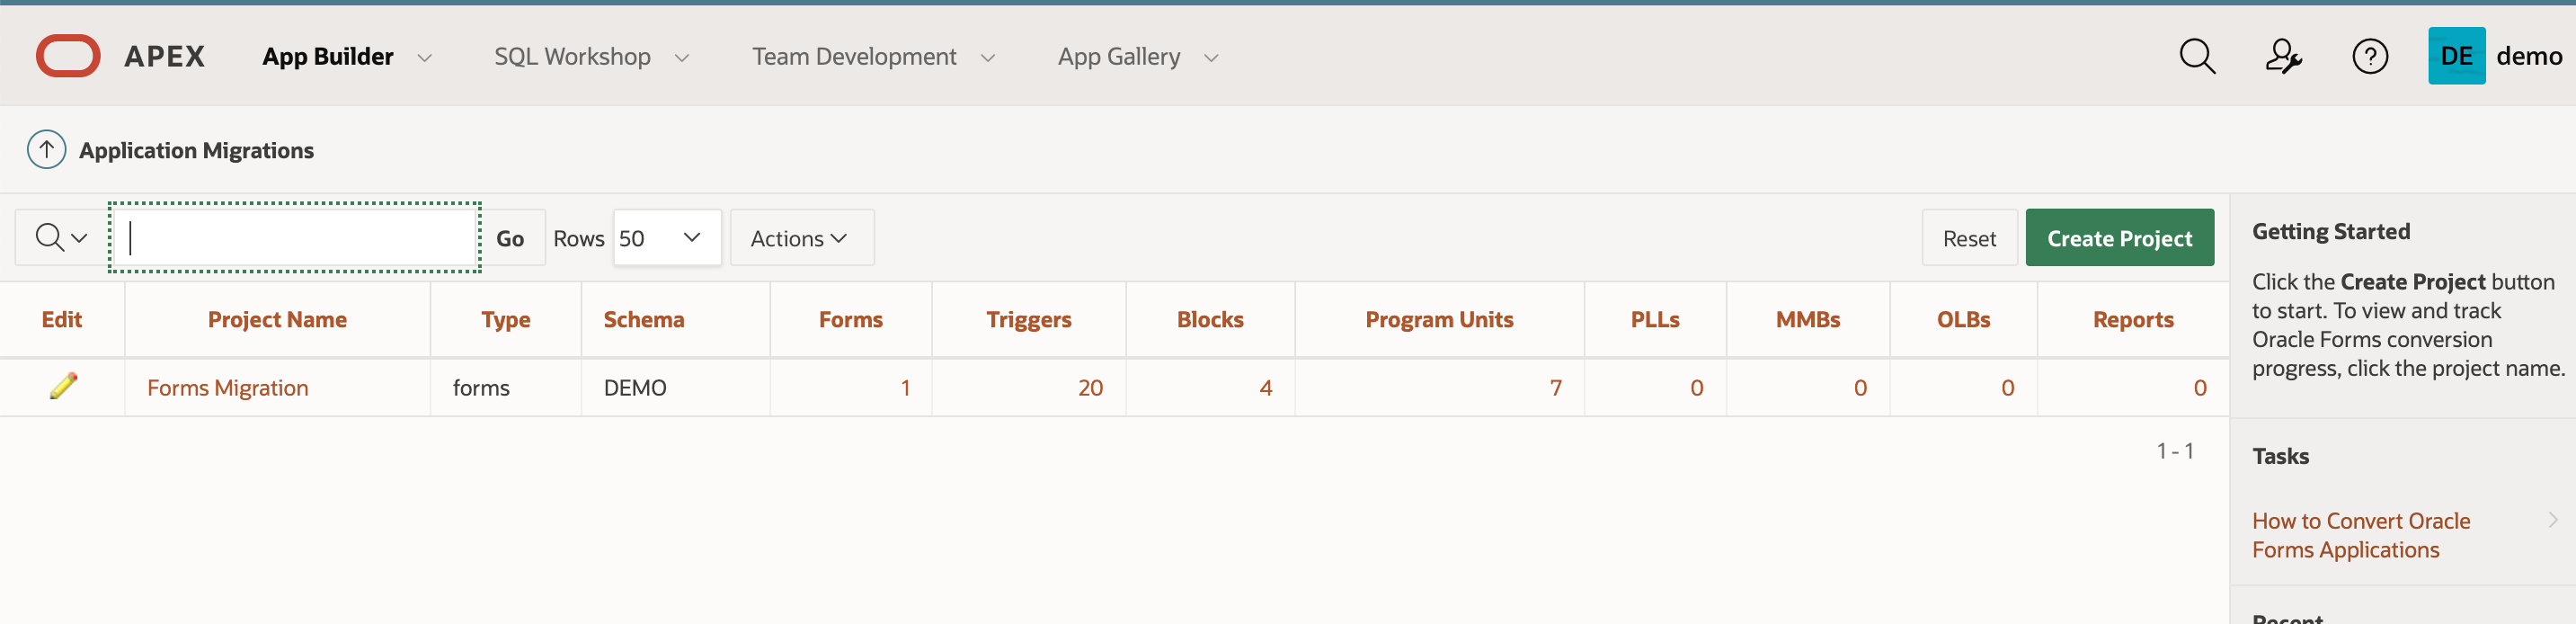 APEX App Builder SQL Workshop Team Development App Gallery ? DE demo
Application Migrations
Go Rows 50 Actions Reset Create Project
Edit Project Name Type Schema Forms Triggers Blocks Program Units PLLs MMBs OLBs Reports
Forms Migration forms DEMO 1 20 4 7 0 0 0 0
1 - 1
Getting Started
Click the Create Project button
to start. To view and track
Oracle Forms conversion
progress, click the project name.
Tasks
How to Convert Oracle
Forms Applications
Recent